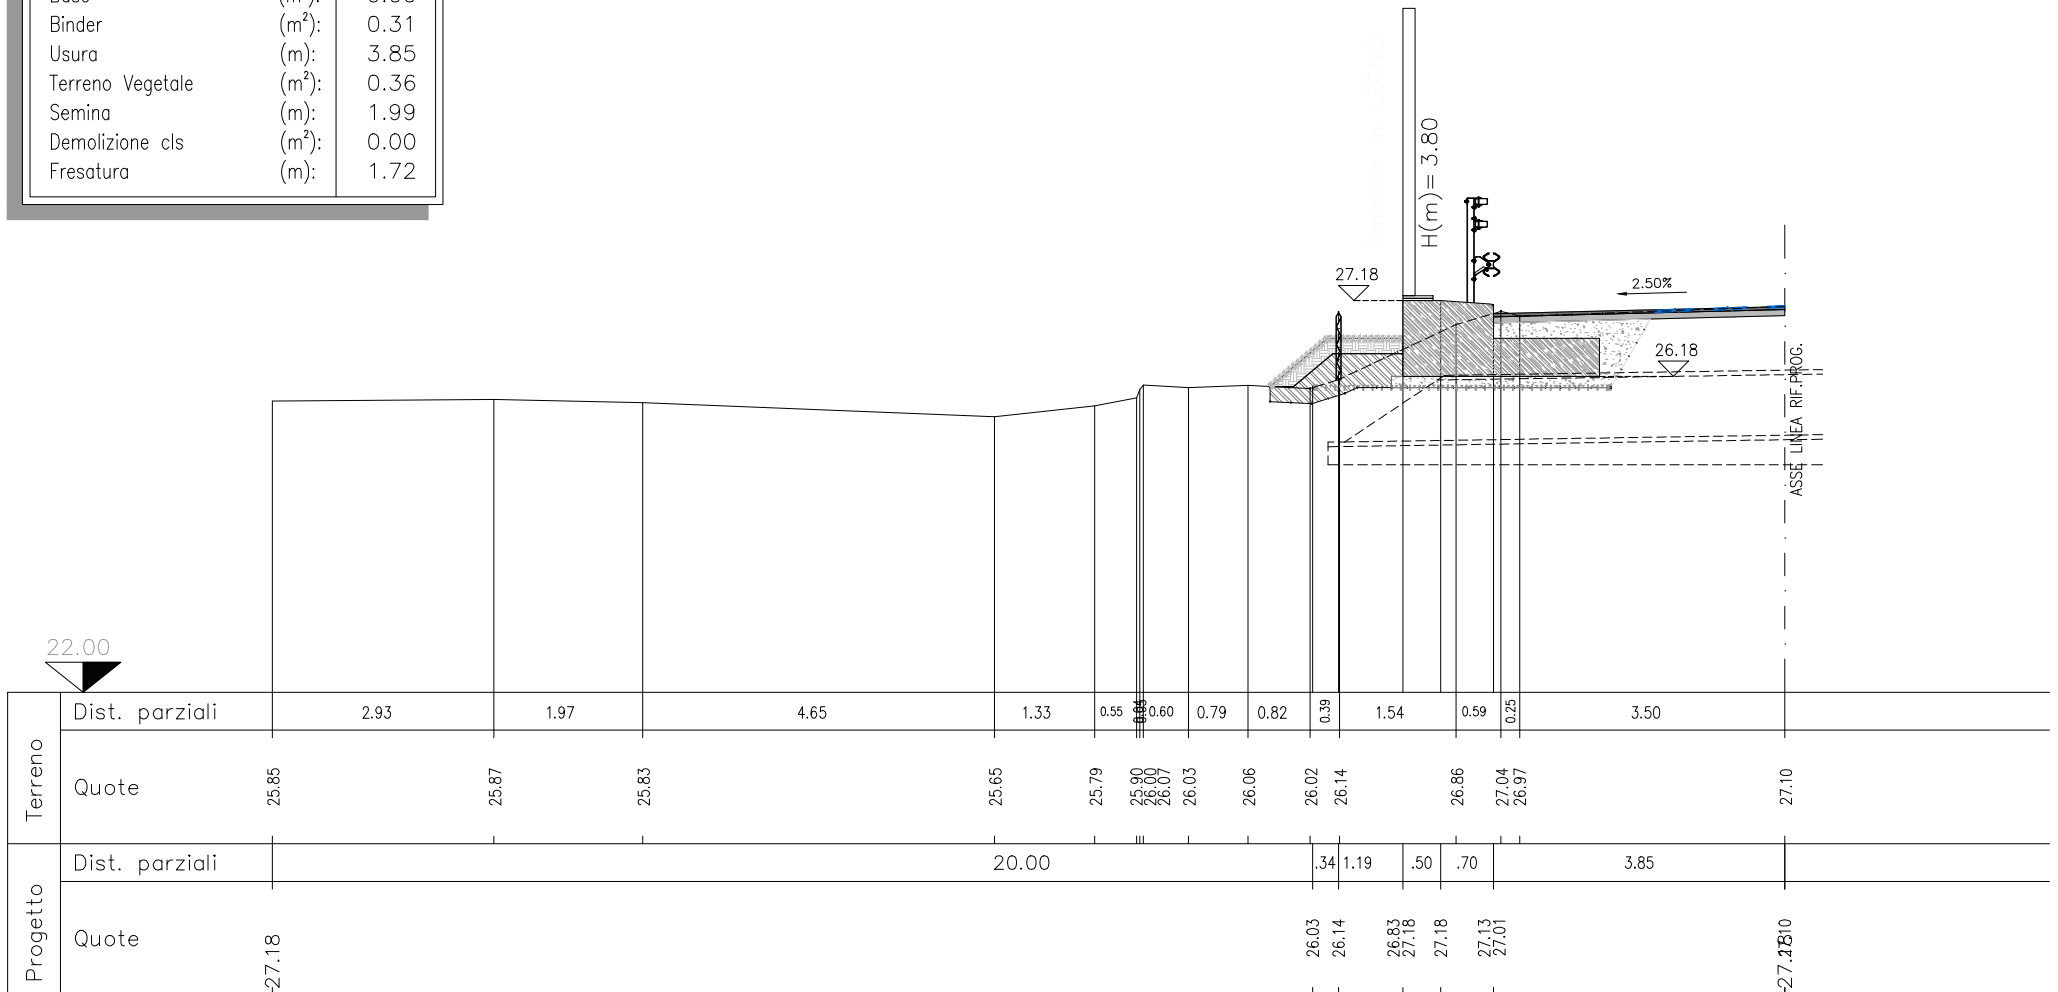 Binder (m²): 0.31
Usura (m): 3.85
Terreno Vegetale (m²): 0.36
Semina (m): 1.99
Demolizione cls (m²): 0.00
Fresatura (m): 1.72
Barriera in LEGNO
H(m)= 3.80
27.18
2.50%
26.18
ASSE LINEA RIF.PROG.
22.00
Terreno
Dist. parziali 2.93 1.97 4.65 1.33 0.55 0.60 0.79 0.82 0.39 1.54 0.59 0.25 3.50
Quote 25.85 25.87 25.83 25.65 25.79 25.90 26.00 26.07 26.03 26.06 26.02 26.14 26.86 27.04 26.97 27.10
Progetto
Dist. parziali 20.00 .34 1.19 .50 .70 3.85
Quote 27.18 26.03 26.14 26.83 27.18 27.18 27.13 27.01 27.10